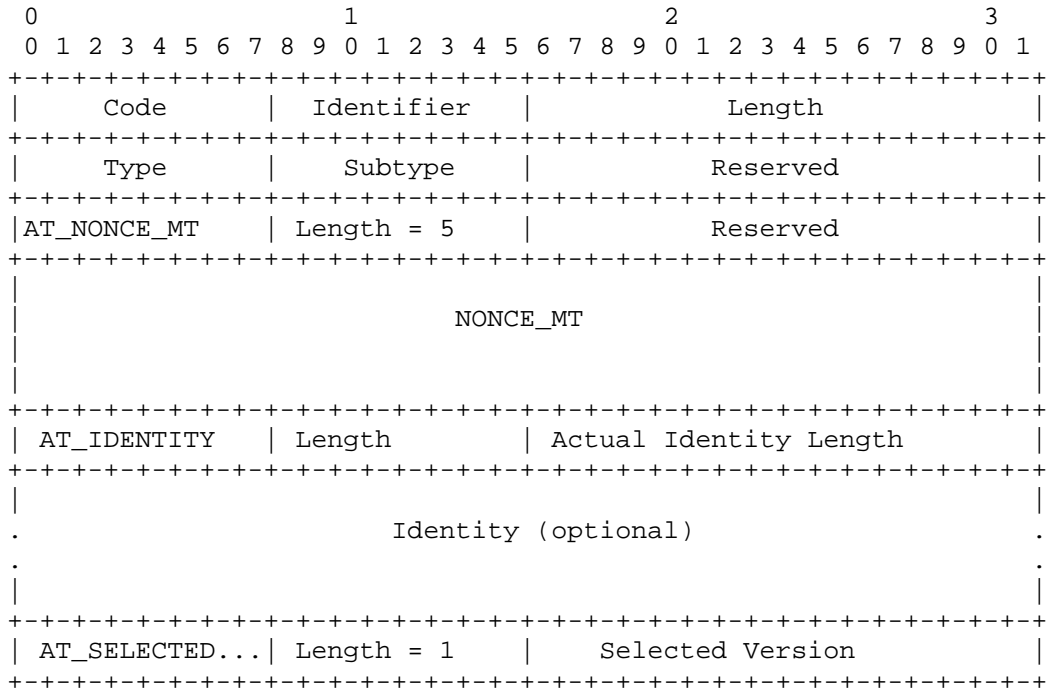 0                   1                   2                   3
 0 1 2 3 4 5 6 7 8 9 0 1 2 3 4 5 6 7 8 9 0 1 2 3 4 5 6 7 8 9 0 1
+-+-+-+-+-+-+-+-+-+-+-+-+-+-+-+-+-+-+-+-+-+-+-+-+-+-+-+-+-+-+-+-+
|     Code      |  Identifier   |            Length             |
+-+-+-+-+-+-+-+-+-+-+-+-+-+-+-+-+-+-+-+-+-+-+-+-+-+-+-+-+-+-+-+-+
|     Type      |    Subtype    |           Reserved            |
+-+-+-+-+-+-+-+-+-+-+-+-+-+-+-+-+-+-+-+-+-+-+-+-+-+-+-+-+-+-+-+-+
|AT_NONCE_MT    | Length = 5    |           Reserved            |
+-+-+-+-+-+-+-+-+-+-+-+-+-+-+-+-+-+-+-+-+-+-+-+-+-+-+-+-+-+-+-+-+
|                                                               |
|                           NONCE_MT                            |
|                                                               |
|                                                               |
+-+-+-+-+-+-+-+-+-+-+-+-+-+-+-+-+-+-+-+-+-+-+-+-+-+-+-+-+-+-+-+-+
| AT_IDENTITY   | Length        | Actual Identity Length        |
+-+-+-+-+-+-+-+-+-+-+-+-+-+-+-+-+-+-+-+-+-+-+-+-+-+-+-+-+-+-+-+-+
|                                                               |
.                       Identity (optional)                     .
.                                                               .
|                                                               |
+-+-+-+-+-+-+-+-+-+-+-+-+-+-+-+-+-+-+-+-+-+-+-+-+-+-+-+-+-+-+-+-+
| AT_SELECTED...| Length = 1    |    Selected Version           |
+-+-+-+-+-+-+-+-+-+-+-+-+-+-+-+-+-+-+-+-+-+-+-+-+-+-+-+-+-+-+-+-+